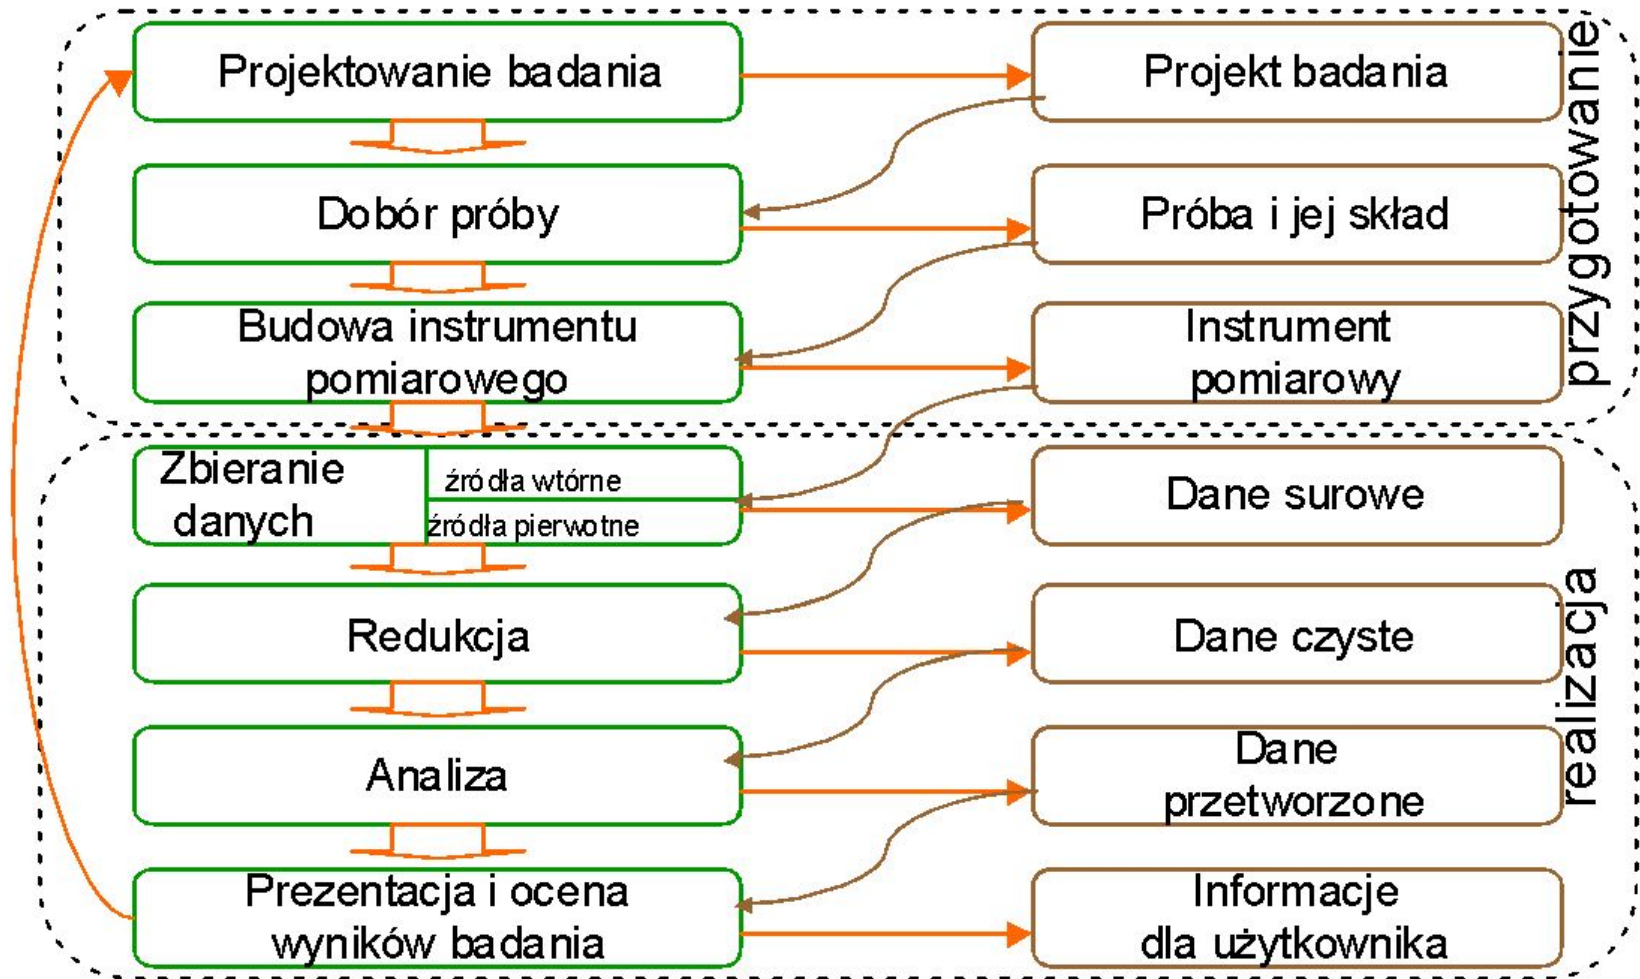 Projektowanie badania
Projekt badania
Dobór próby
Próba i jej skład
Budowa instrumentu
pomiarowego
Instrument
pomiarowy
przygotowanie
Zbieranie
danych
źródła wtórne
źródła pierwotne
Dane surowe
Redukcja
Dane czyste
Analiza
Dane
przetworzone
Prezentacja i ocena
wyników badania
Informacje
dla użytkownika
realizacja